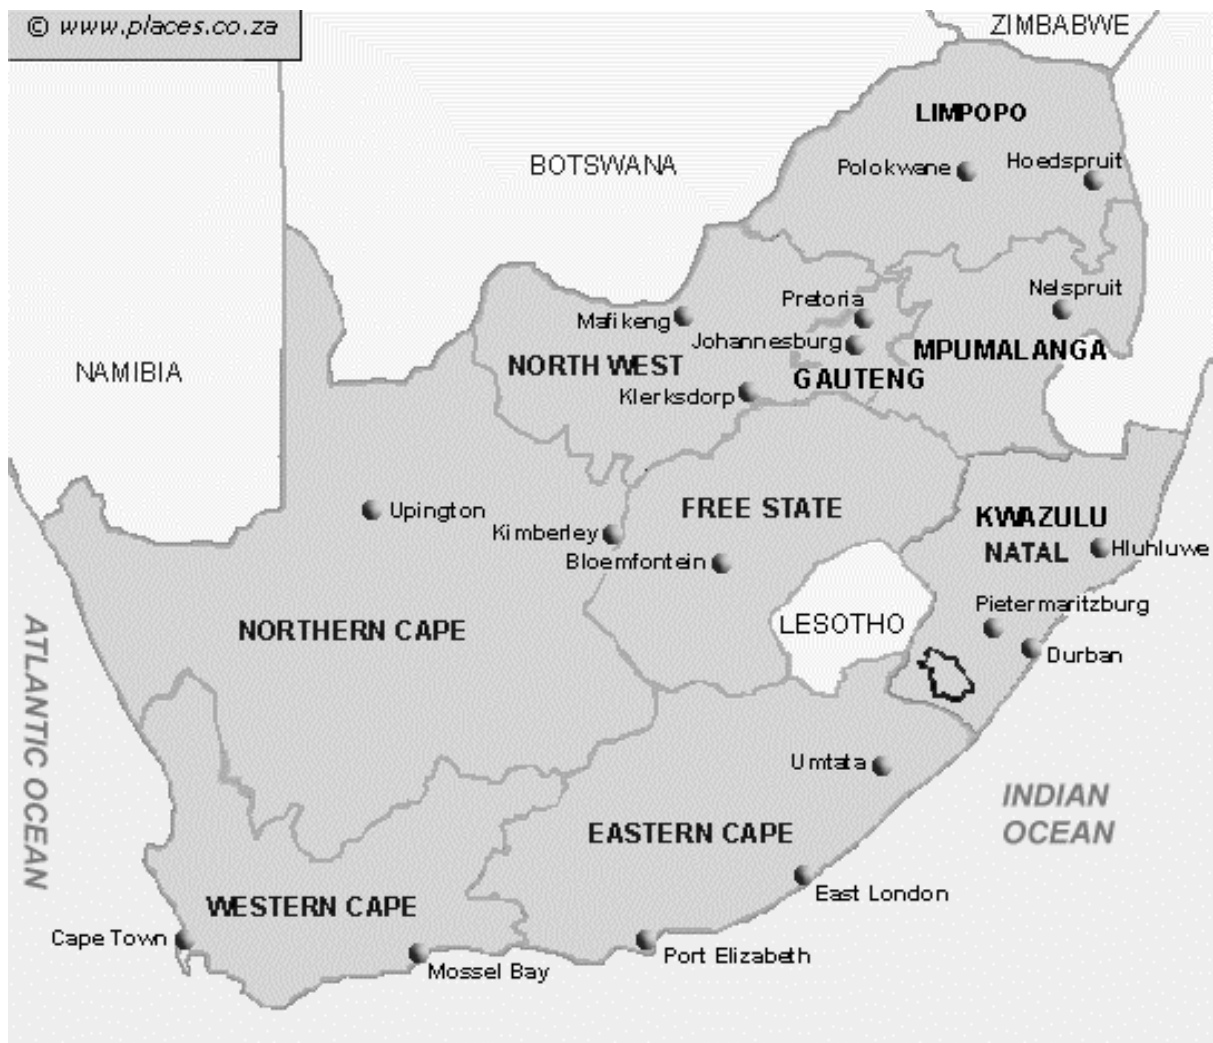 © www.places.co.za
ZIMBABWE
LIMPOPO
BOTSWANA
Polokwane
Hoedspruit
Nelspruit
Pretoria
Mafikeng
Johannesburg
MPUMALANGA
NORTH WEST
NAMIBIA
GAUTENG
Klerksdorp
Upington
FREE STATE
KWAZULU
NATAL
Kimberley
Hluhluwe
Bloemfontein
Pietermaritzburg
LESOTHO
NORTHERN CAPE
Durban
ATLANTIC OCEAN
Umtata
INDIAN
OCEAN
EASTERN CAPE
East London
WESTERN CAPE
Cape Town
Port Elizabeth
Mossel Bay